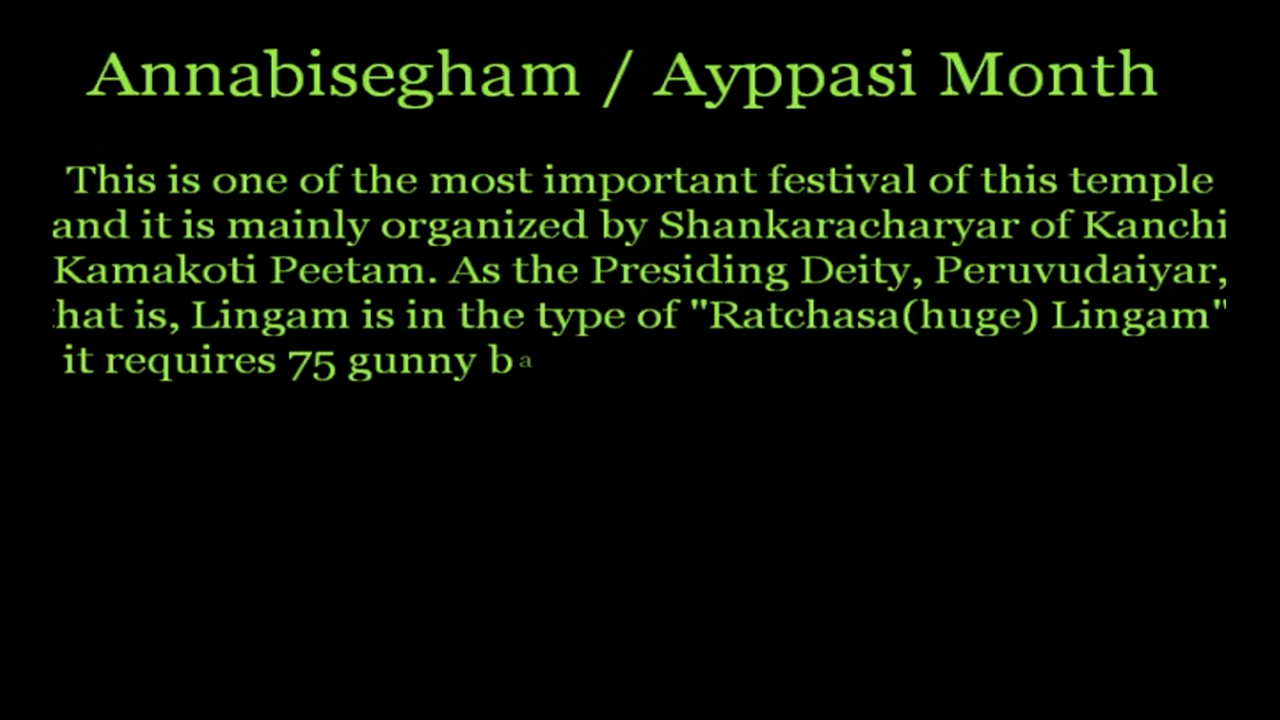 Annabisegham / Ayppasi Month
This is one of the most important festival of this temple
and it is mainly organized by Shankaracharyar of Kanchi
Kamakoti Peetam. As the Presiding Deity, Peruvudaiyar,
hat is, Lingam is in the type of "Ratchasa(huge) Lingam"
it requires 75 gunny ba